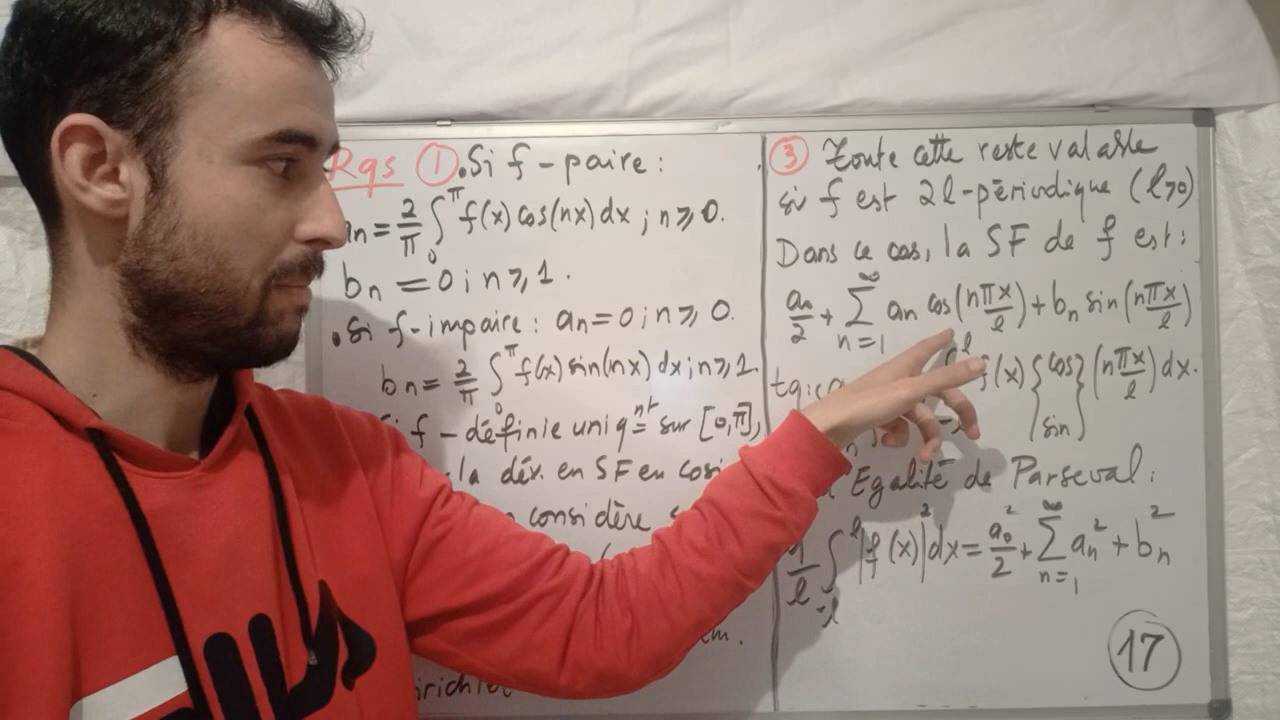 Rqs ① . Si f-paire :
an = 2/π ∫₀^π f(x) cos(nx) dx ; n ≥ 0.
bn = 0 ; n ≥ 1.
. Si f-impaire : an = 0 ; n ≥ 0.
bn = 2/π ∫₀^π f(x) sin(nx) dx ; n ≥ 1.
f-définie uniq^nt sur [0,π],
la dév. en SF en
considère
③ Toute cette reste valable
si f est 2l-périodique (l>0)
Dans ce cas, la SF de f est :
a₀/2 + ∑_{n=1}^∞ an cos(nπx/l) + bn sin(nπx/l)
f(x) {cos sin} (nπx/l) dx.
Egalité de Parseval :
1/l ∫_{-l}^{l} |f(x)|² dx = a₀²/2 + ∑_{n=1}^∞ an² + bn²
17